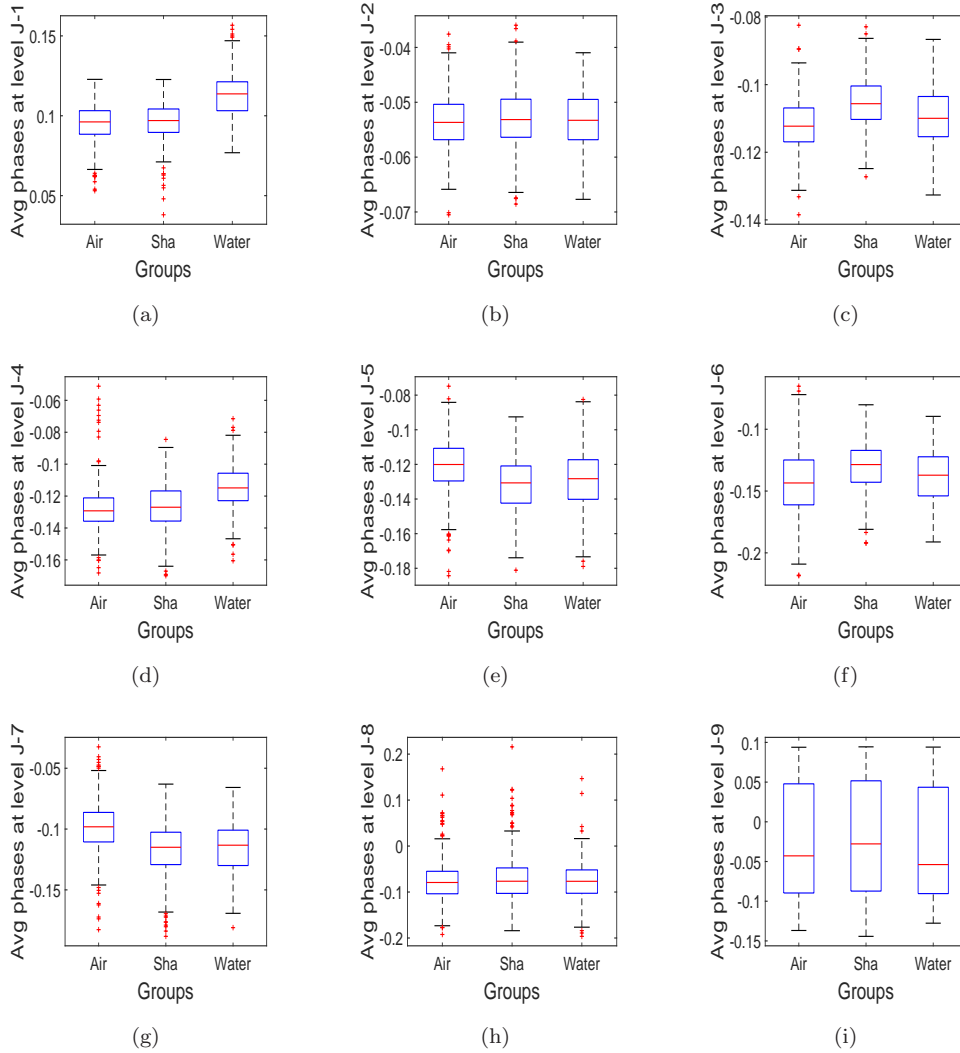 Avg phases at level J-1
0.15
0.1
0.05
Air Sha Water
Groups
(a)
Avg phases at level J-2
-0.04
-0.05
-0.06
-0.07
Air Sha Water
Groups
(b)
Avg phases at level J-3
-0.08
-0.1
-0.12
-0.14
Air Sha Water
Groups
(c)
Avg phases at level J-4
-0.06
-0.08
-0.1
-0.12
-0.14
-0.16
Air Sha Water
Groups
(d)
Avg phases at level J-5
-0.08
-0.1
-0.12
-0.14
-0.16
-0.18
Air Sha Water
Groups
(e)
Avg phases at level J-6
-0.1
-0.15
-0.2
Air Sha Water
Groups
(f)
Avg phases at level J-7
-0.05
-0.1
-0.15
Air Sha Water
Groups
(g)
Avg phases at level J-8
0.2
0.1
0
-0.1
-0.2
Air Sha Water
Groups
(h)
Avg phases at level J-9
0.1
0.05
0
-0.05
-0.1
-0.15
Air Sha Water
Groups
(i)